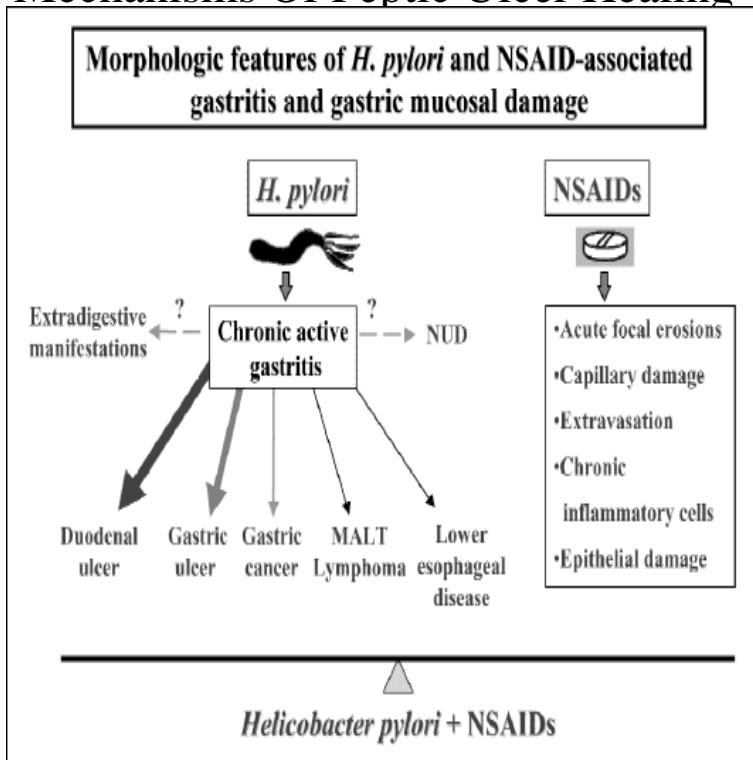 Mechanisms Of Peptic Ulcer Healing
Morphologic features of H. pylori and NSAID-associated
gastritis and gastric mucosal damage
H. pylori
NSAIDs
Extradigestive
manifestations
?
Chronic active
gastritis
?
NUD
•Acute focal erosions
•Capillary damage
•Extravasation
•Chronic
inflammatory cells
•Epithelial damage
Duodenal
ulcer
Gastric
ulcer
Gastric
cancer
MALT
Lymphoma
Lower
esophageal
disease
Helicobacter pylori + NSAIDs